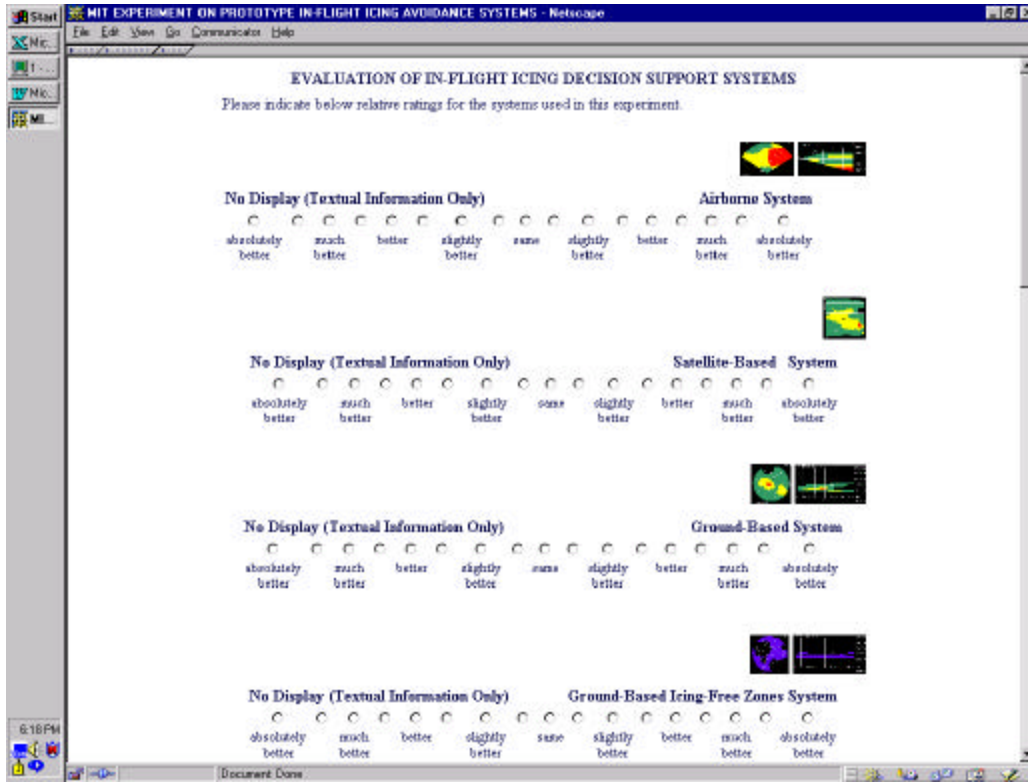 Start
MIT EXPERIMENT ON PROTOTYPE IN-FLIGHT ICING AVOIDANCE SYSTEMS - Netscape
File Edit View Go Communicator Help
Mic...
1 - ...
Mic...
MI...
EVALUATION OF IN-FLIGHT ICING DECISION SUPPORT SYSTEMS
Please indicate below relative ratings for the systems used in this experiment.
No Display (Textual Information Only) Airborne System
absolutely much better slightly same slightly better much absolutely
better better better better better better
No Display (Textual Information Only) Satellite-Based System
absolutely much better slightly same slightly better much absolutely
better better better better better better
No Display (Textual Information Only) Ground-Based System
absolutely much better slightly same slightly better much absolutely
better better better better better better
No Display (Textual Information Only) Ground-Based Icing-Free Zones System
absolutely much better slightly same slightly better much absolutely
better better better better better better
6:18 PM
Document Done